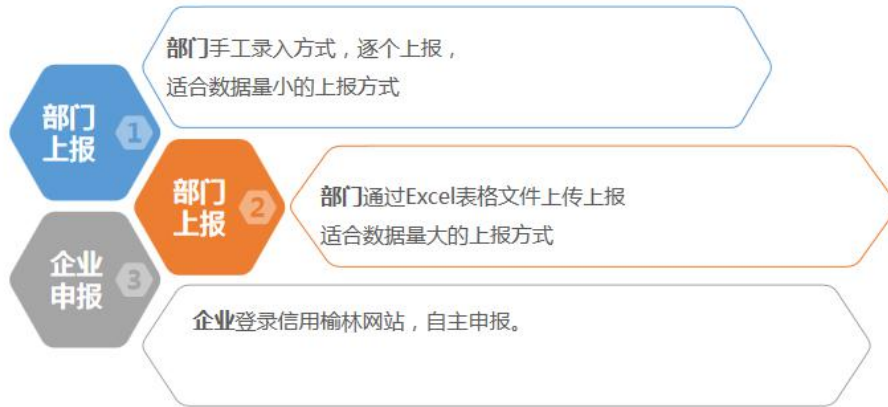 部门手工录入方式，逐个上报，
适合数据量小的上报方式
部门
上报
1
部门
上报
2
部门通过Excel表格文件上传上报
适合数据量大的上报方式
企业
申报
3
企业登录信用榆林网站，自主申报。